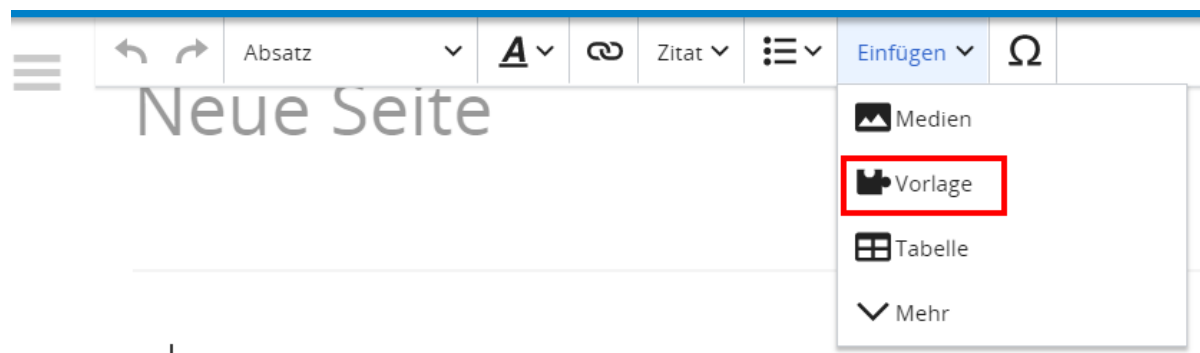 Absatz A Zitat Einfügen Ω
Neue Seite
Medien
Vorlage
Tabelle
Mehr